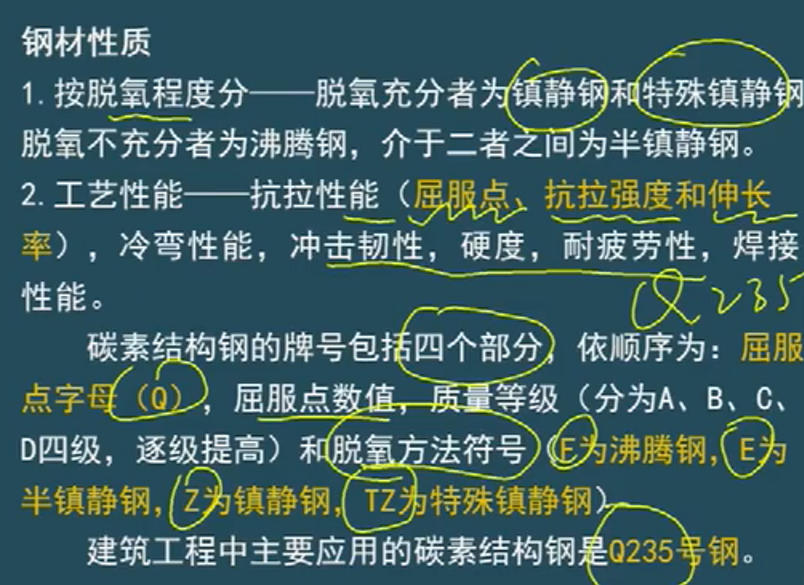 钢材性质
1.按脱氧程度分——脱氧充分者为镇静钢和特殊镇静钢
脱氧不充分者为沸腾钢，介于二者之间为半镇静钢。
2.工艺性能——抗拉性能（屈服点、抗拉强度和伸长
率），冷弯性能，冲击韧性，硬度，耐疲劳性，焊接
性能。
Q235
碳素结构钢的牌号包括四个部分，依顺序为：屈服
点字母（Q），屈服点数值，质量等级（分为A、B、C、
D四级，逐级提高）和脱氧方法符号（F为沸腾钢，E为
半镇静钢，Z为镇静钢，TZ为特殊镇静钢）
建筑工程中主要应用的碳素结构钢是Q235号钢。